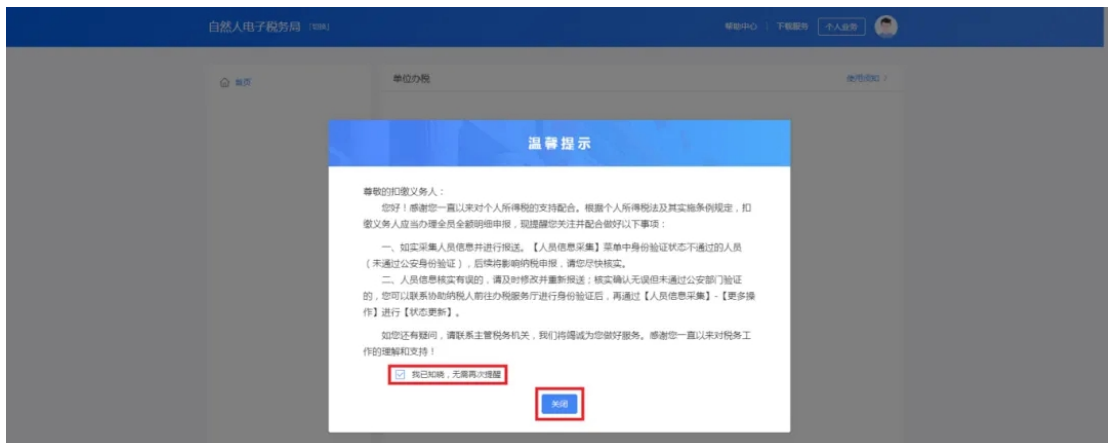 自然人电子税务局
帮助中心 | 下载服务 个人业务
首页
单位办税
使用须知
温馨提示
尊敬的扣缴义务人：
您好！感谢您一直以来对个人所得税的支持配合。根据个人所得税法及其实施条例规定，扣
缴义务人应当办理全员全额明细申报，现提醒您关注并配合做好以下事项：
一、如实采集人员信息并进行报送。【人员信息采集】菜单中身份验证状态不通过的人员
（未通过公安身份验证），后续将影响纳税申报，请您尽快核实。
二、人员信息核实有误的，请及时修改并重新报送；核实确认无误但未通过公安部门验证
的，您可以联系协助纳税人前往办税服务厅进行身份验证后，再通过【人员信息采集】-【更多操
作】进行【状态更新】。
如您还有疑问，请联系主管税务机关，我们将竭诚为您做好服务。感谢您一直以来对税务工
作的理解和支持！
我已知晓，无需再次提醒
关闭